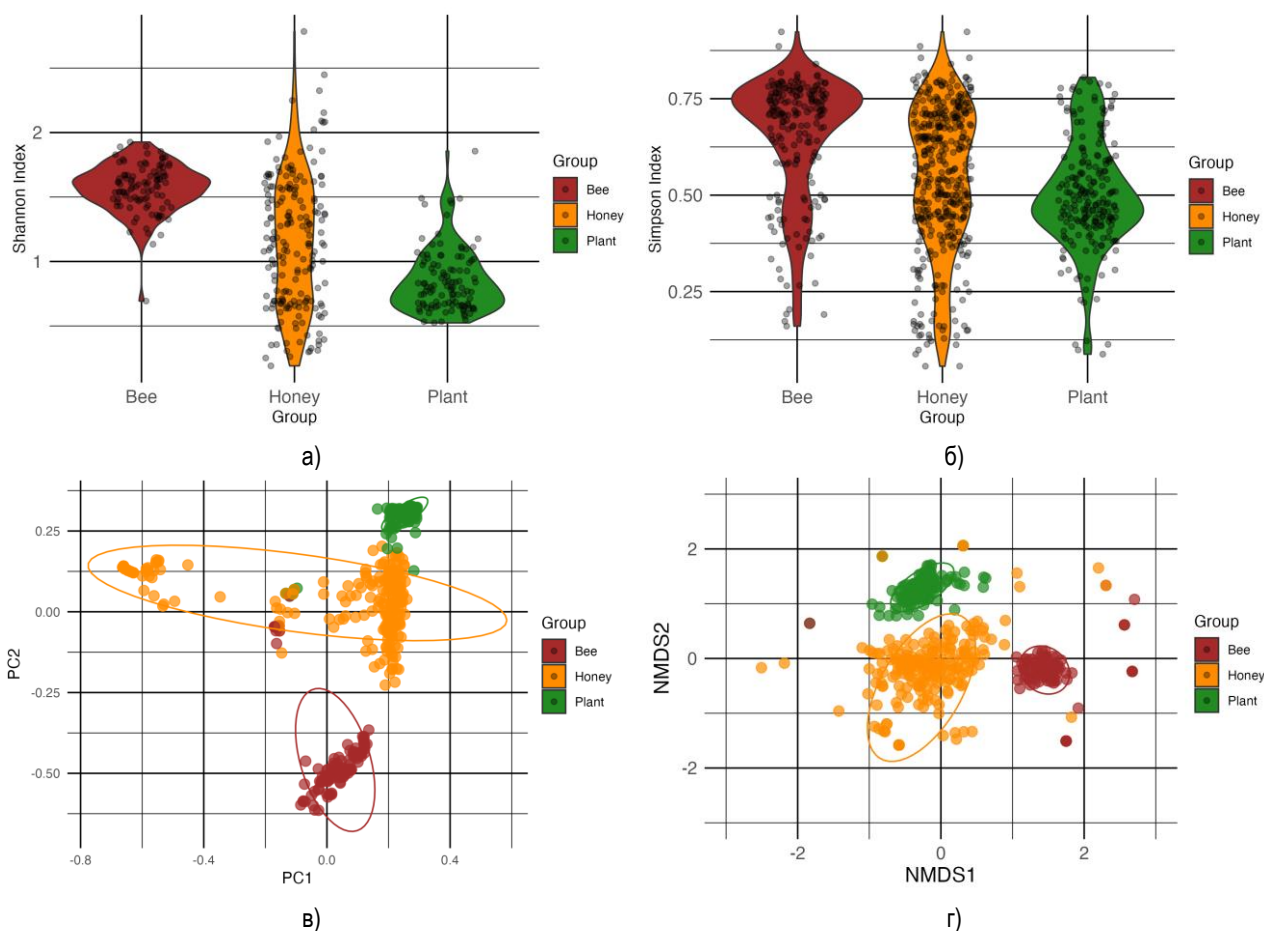 Shannon Index
2
1
Bee
Honey
Plant
Group
Group
Bee
Honey
Plant
а)
Simpson Index
0.75
0.50
0.25
Bee
Honey
Plant
Group
Group
Bee
Honey
Plant
б)
PC2
0.25
0.00
-0.25
-0.50
-0.8
-0.4
0.0
0.4
PC1
Group
Bee
Honey
Plant
в)
NMDS2
2
0
-2
-2
0
2
NMDS1
Group
Bee
Honey
Plant
г)